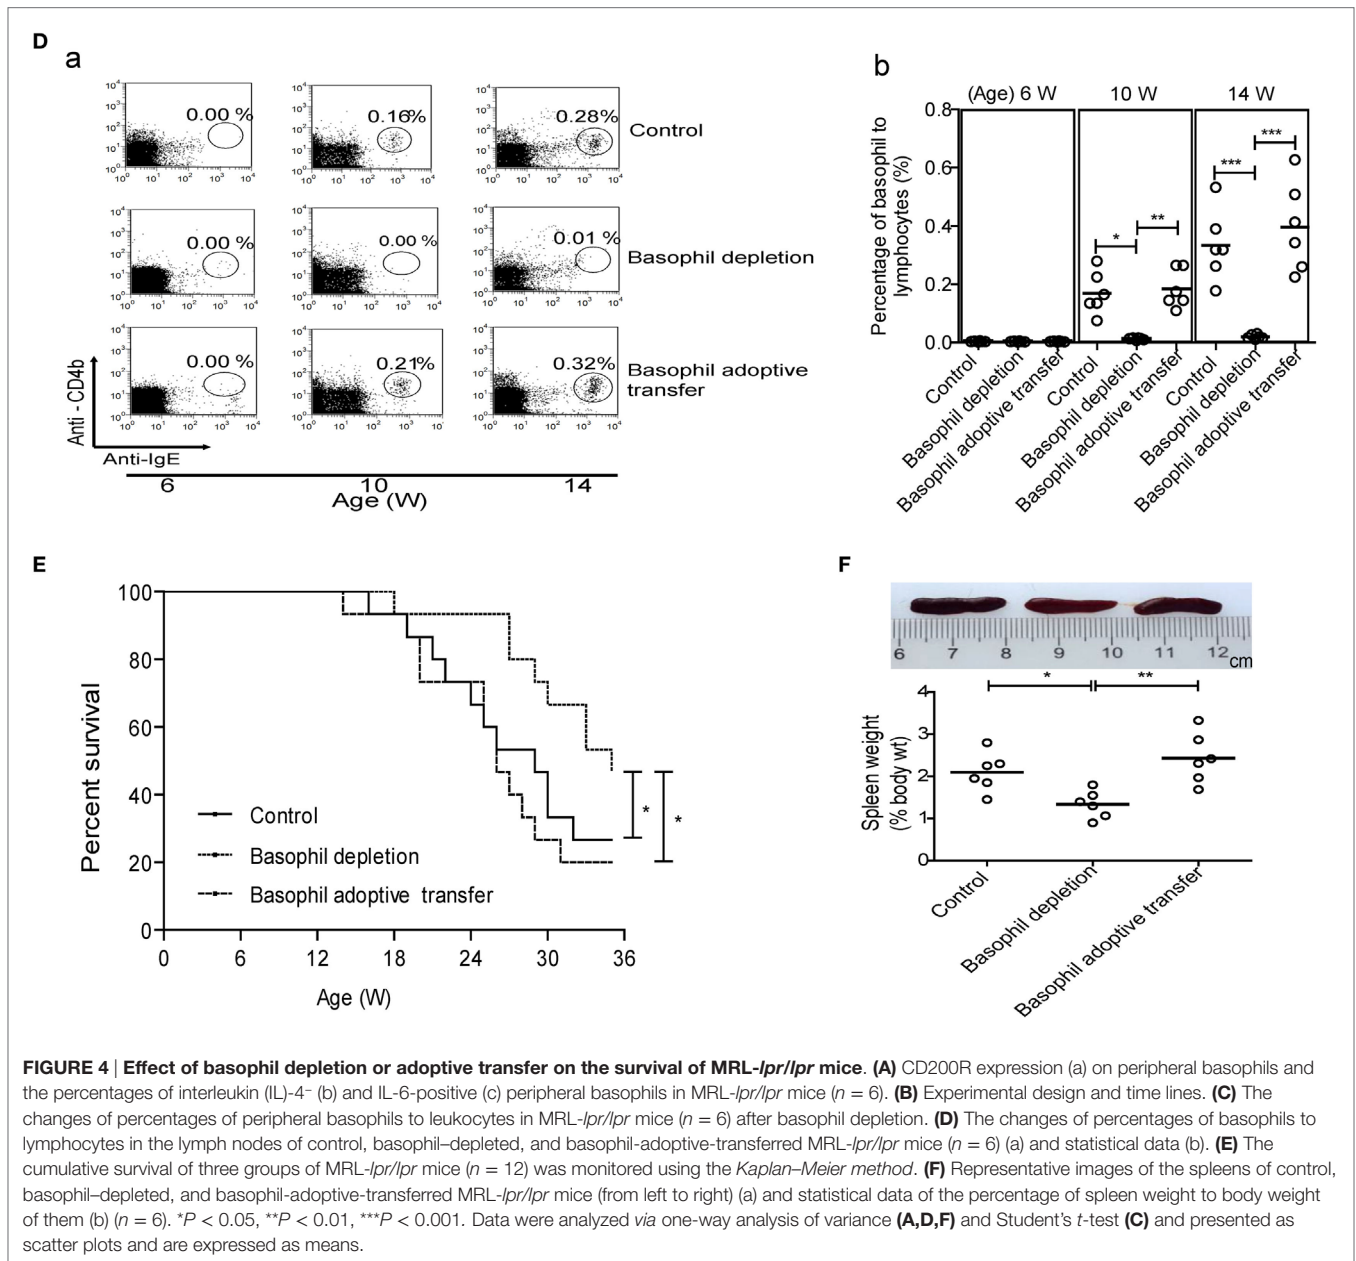 D
a
b
0.00 %
0.16%
0.28%
Control
0.00 %
0.00 %
0.01 %
Basophil depletion
0.00 %
0.21%
0.32%
Basophil adoptive
transfer
10⁴
10³
10²
10¹
10⁰
10⁰ 10¹ 10² 10³ 10⁴
Anti - CD4b
Anti-IgE
6
10
14
Age (W)
(Age) 6 W
10 W
14 W
Percentage of basophil to
lymphocytes (%)
0.8
0.6
0.4
0.2
0.0
*
**
***
***
Control
Basophil depletion
Basophil adoptive transfer
Control
Basophil depletion
Basophil adoptive transfer
Control
Basophil depletion
Basophil adoptive transfer
E
Percent survival
100
80
60
40
20
0
0 6 12 18 24 30 36
Age (W)
Control
Basophil depletion
Basophil adoptive transfer
*
*
F
6 7 8 9 10 11 12 cm
*
**
Spleen weight
(% body wt)
4
3
2
1
0
Control
Basophil depletion
Basophil adoptive transfer
FIGURE 4 | Effect of basophil depletion or adoptive transfer on the survival of MRL-lpr/lpr mice. (A) CD200R expression (a) on peripheral basophils and
the percentages of interleukin (IL)-4⁻ (b) and IL-6-positive (c) peripheral basophils in MRL-lpr/lpr mice (n = 6). (B) Experimental design and time lines. (C) The
changes of percentages of peripheral basophils to leukocytes in MRL-lpr/lpr mice (n = 6) after basophil depletion. (D) The changes of percentages of basophils to
lymphocytes in the lymph nodes of control, basophil–depleted, and basophil-adoptive-transferred MRL-lpr/lpr mice (n = 6) (a) and statistical data (b). (E) The
cumulative survival of three groups of MRL-lpr/lpr mice (n = 12) was monitored using the Kaplan–Meier method. (F) Representative images of the spleens of control,
basophil–depleted, and basophil-adoptive-transferred MRL-lpr/lpr mice (from left to right) (a) and statistical data of the percentage of spleen weight to body weight
of them (b) (n = 6). *P < 0.05, **P < 0.01, ***P < 0.001. Data were analyzed via one-way analysis of variance (A,D,F) and Student's t-test (C) and presented as
scatter plots and are expressed as means.